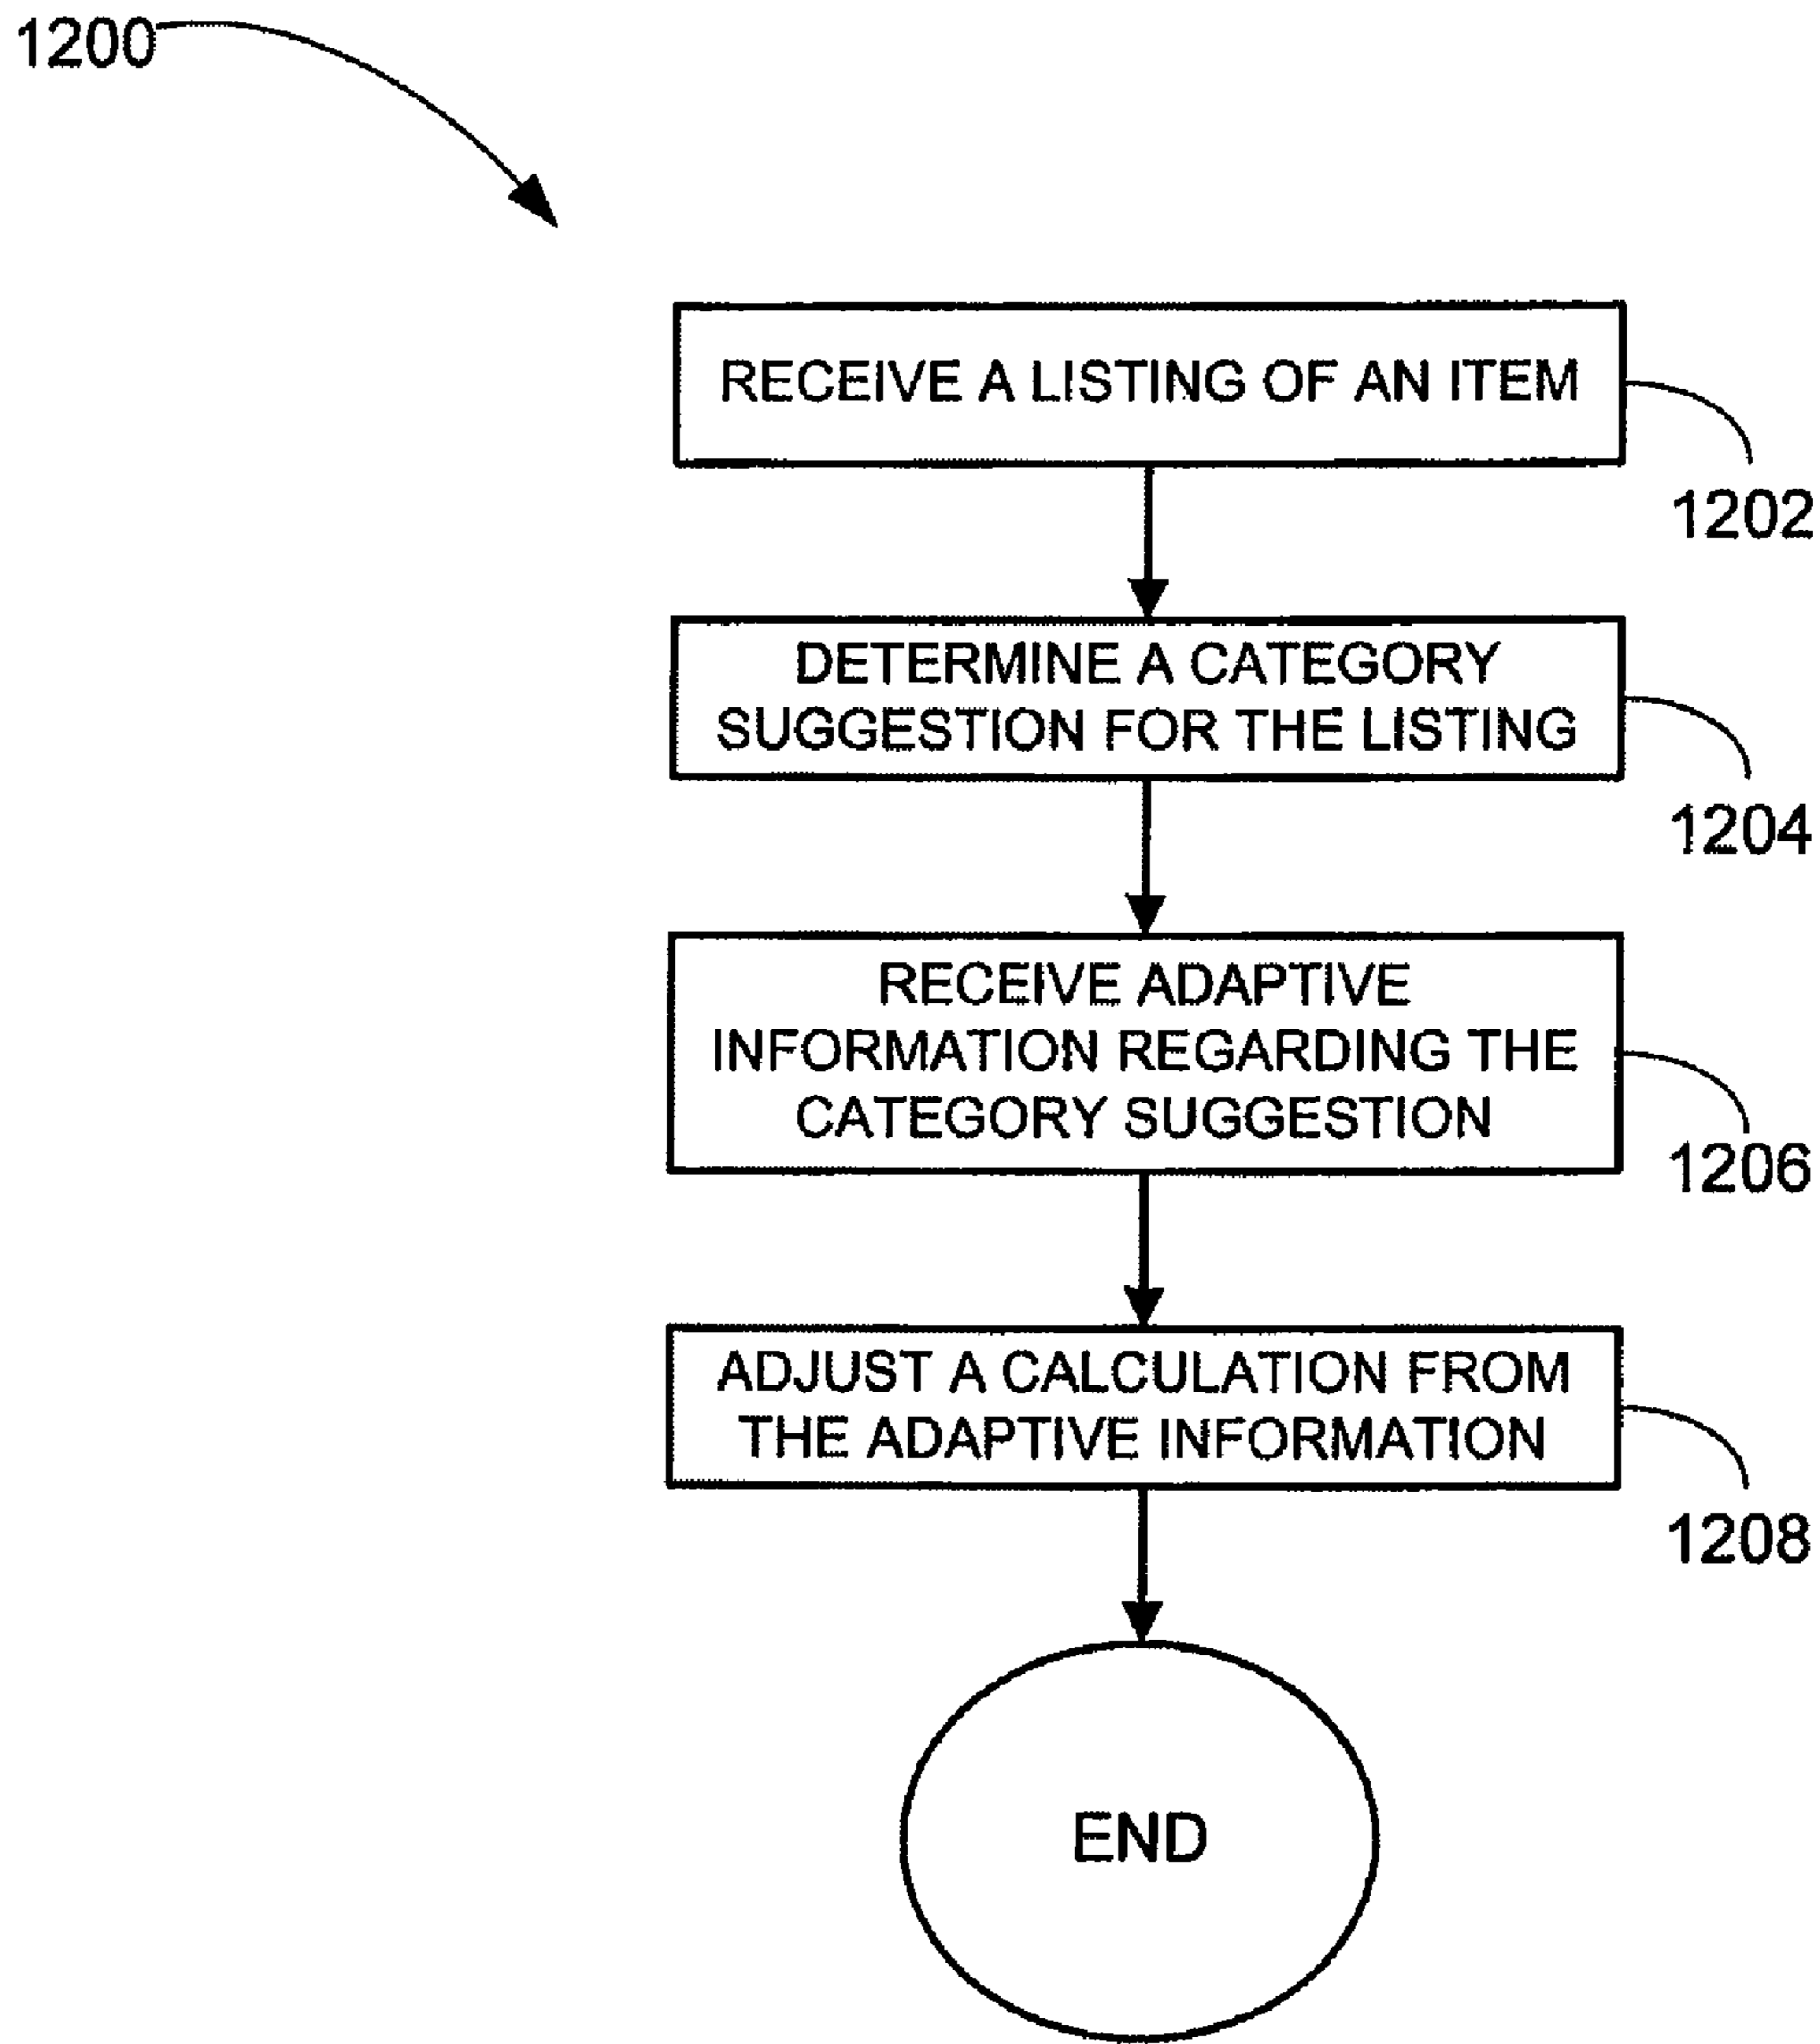 1200
RECEIVE A LISTING OF AN ITEM
1202
DETERMINE A CATEGORY
SUGGESTION FOR THE LISTING
1204
RECEIVE ADAPTIVE
INFORMATION REGARDING THE
CATEGORY SUGGESTION
1206
ADJUST A CALCULATION FROM
THE ADAPTIVE INFORMATION
1208
END